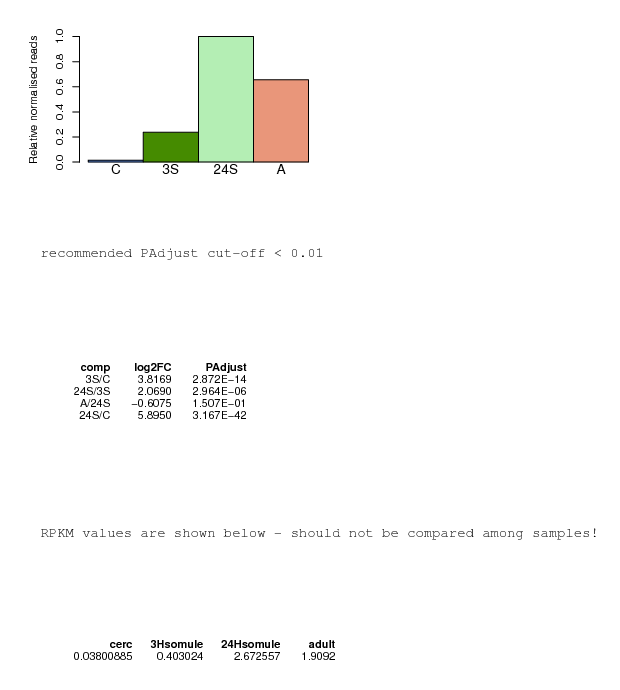 Relative normalised reads
1.0
0.8
0.6
0.4
0.2
0.0
C 3S 24S A
recommended PAdjust cut-off < 0.01
comp log2FC PAdjust
3S/C 3.8169 2.872E-14
24S/3S 2.0690 2.964E-06
A/24S -0.6075 1.507E-01
24S/C 5.8950 3.167E-42
RPKM values are shown below - should not be compared among samples!
cerc 3Hsomule 24Hsomule adult
0.03800885 0.403024 2.672557 1.9092